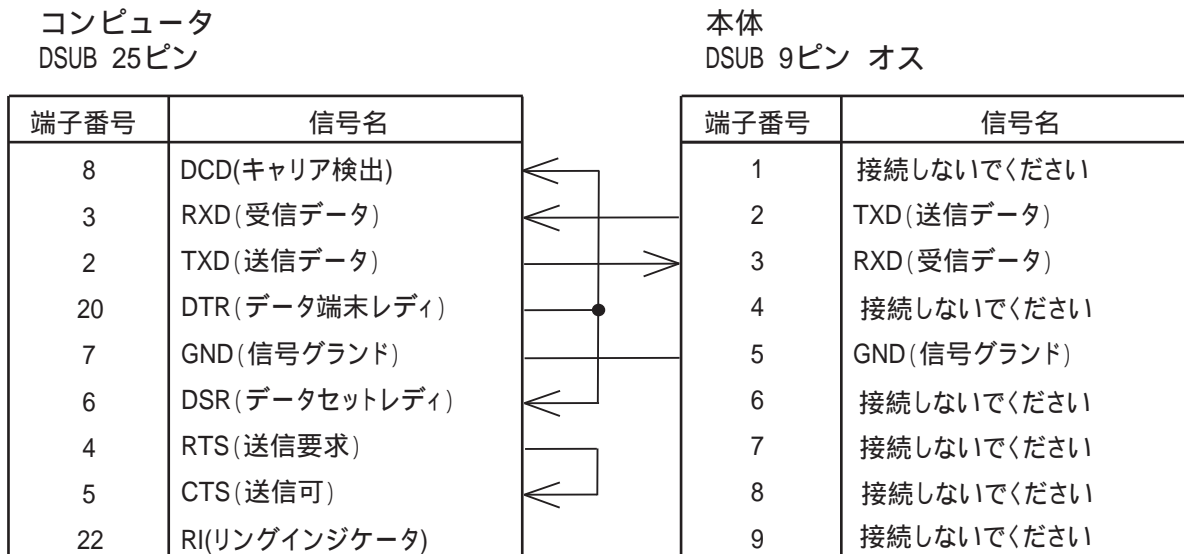 コンピュータ
DSUB 25ピン
本体
DSUB 9ピン オス
端子番号 信号名 端子番号 信号名
8 DCD(キャリア検出) 1 接続しないでください
3 RXD(受信データ) 2 TXD(送信データ)
2 TXD(送信データ) 3 RXD(受信データ)
20 DTR(データ端末レディ) 4 接続しないでください
7 GND(信号グランド) 5 GND(信号グランド)
6 DSR(データセットレディ) 6 接続しないでください
4 RTS(送信要求) 7 接続しないでください
5 CTS(送信可) 8 接続しないでください
22 RI(リングインジケータ) 9 接続しないでください